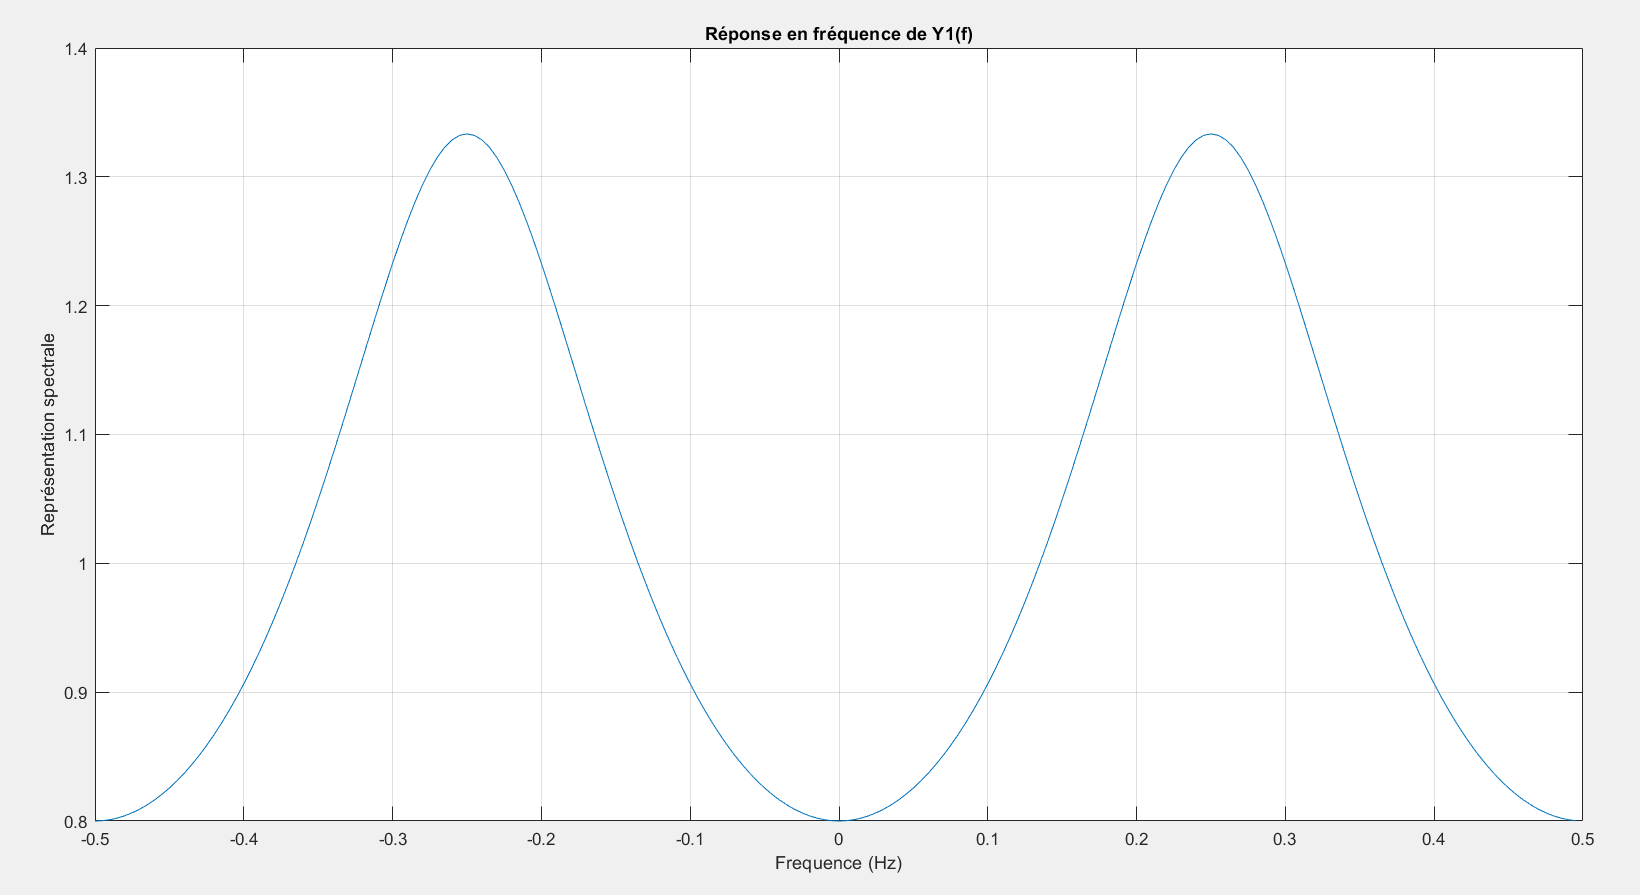 Réponse en fréquence de Y1(f)
1.4
1.3
1.2
1.1
1
0.9
0.8
Représentation spectrale
-0.5 -0.4 -0.3 -0.2 -0.1 0 0.1 0.2 0.3 0.4 0.5
Frequence (Hz)